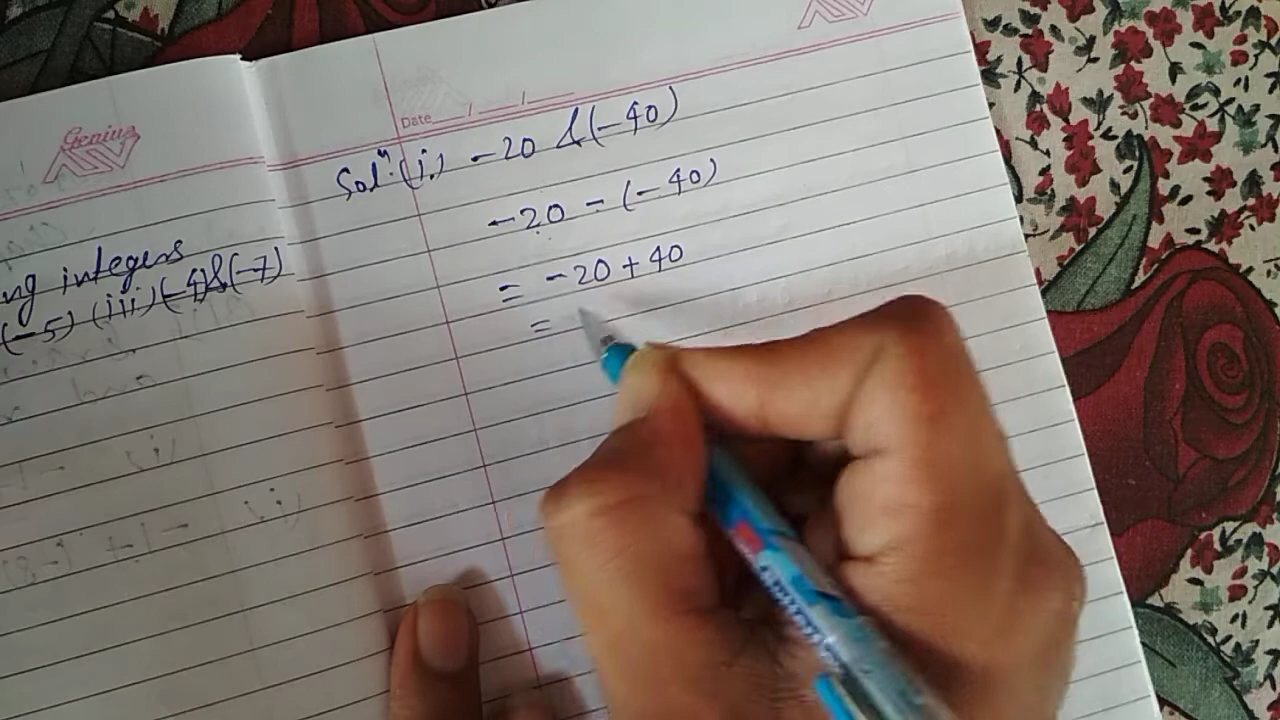 Genius
ng integers
(-5) (iii) (-4) & (-7)
Date
Solⁿ. (i.) -20 & (-40)
-20 - (-40)
= -20 + 40
=